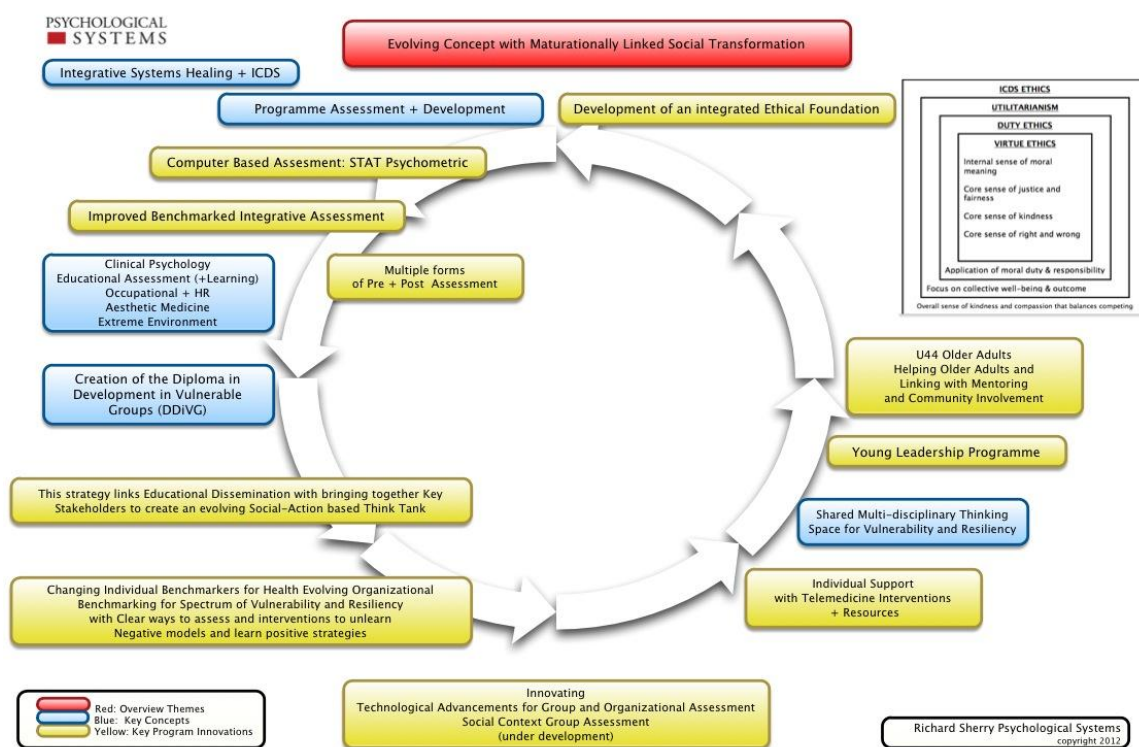 PSYCHOLOGICAL
SYSTEMS
Evolving Concept with Maturationally Linked Social Transformation
Integrative Systems Healing + ICDS
Programme Assessment + Development
Development of an integrated Ethical Foundation
Computer Based Assesment: STAT Psychometric
Improved Benchmarked Integrative Assessment
Clinical Psychology
Educational Assessment (+Learning)
Occupational + HR
Aesthetic Medicine
Extreme Environment
Multiple forms
of Pre + Post Assessment
Creation of the Diploma in
Development in Vulnerable
Groups (DDiVG)
This strategy links Educational Dissemination with bringing together Key
Stakeholders to create an evolving Social-Action based Think Tank
Changing Individual Benchmarkers for Health Evolving Organizational
Benchmarking for Spectrum of Vulnerability and Resiliency
with Clear ways to assess and interventions to unlearn
Negative models and learn positive strategies
Innovating
Technological Advancements for Group and Organizational Assessment
Social Context Group Assessment
(under development)
Individual Support
with Telemedicine Interventions
+ Resources
Shared Multi-disciplinary Thinking
Space for Vulnerability and Resiliency
Young Leadership Programme
U44 Older Adults
Helping Older Adults and
Linking with Mentoring
and Community Involvement
ICDS ETHICS
UTILITARIANISM
DUTY ETHICS
VIRTUE ETHICS
Internal sense of moral
meaning
Core sense of justice and
fairness
Core sense of kindness
Core sense of right and wrong
Application of moral duty & responsibility
Focus on collective well-being & outcome
Overall sense of kindness and compassion that balances competing
Red: Overview Themes
Blue: Key Concepts
Yellow: Key Program Innovations
Richard Sherry Psychological Systems
copyright 2012